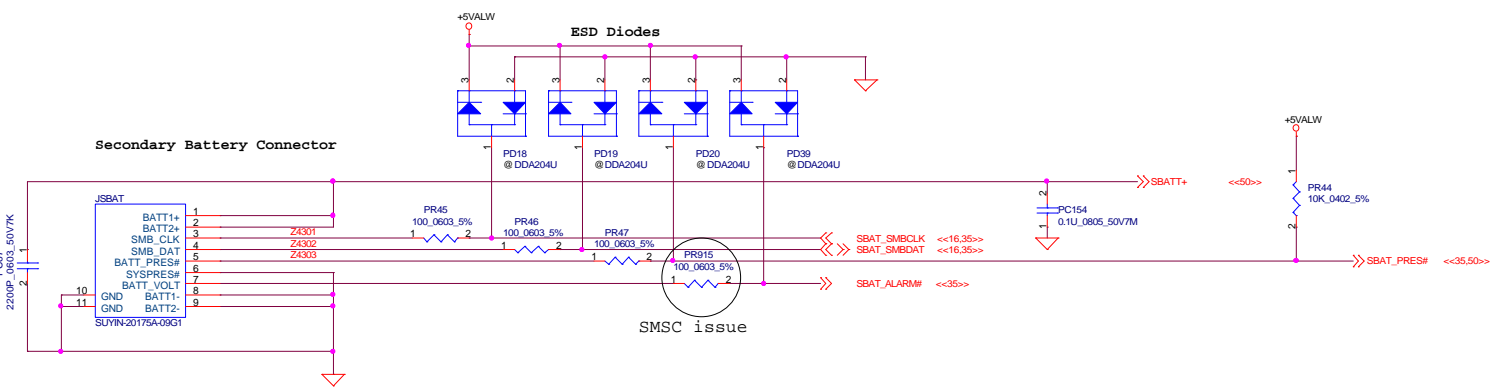 +5VALW
ESD Diodes
3 2 3 2 3 2 3 2
+5VALW
Secondary Battery Connector
1 1 1 1
PD18 PD19 PD20 PD39
@DDA204U @DDA204U @DDA204U @DDA204U
SBATT+ <<50>>
1
PR44
10K_0402_5%
2
JSBAT
BATT1+ 1
BATT2+ 2
SMB_CLK 3 Z4301
SMB_DAT 4 Z4302
BATT_PRES# 5 Z4303
SYSPRES# 6
BATT_VOLT 7
10 GND BATT1- 8
11 GND BATT2- 9
SUYIN-20175A-09G1
1
2200P_0603_50V7K
2
PR45
100_0603_5%
1 2
PR46
100_0603_5%
1 2
PR47
100_0603_5%
1 2
PR915
100_0603_5%
1 2
SMSC issue
2
PC154
0.1U_0805_50V7M
1
SBAT_SMBCLK <<16,35>>
SBAT_SMBDAT <<16,35>>
SBAT_PRES# <<35,50>>
SBAT_ALARM# <<35>>